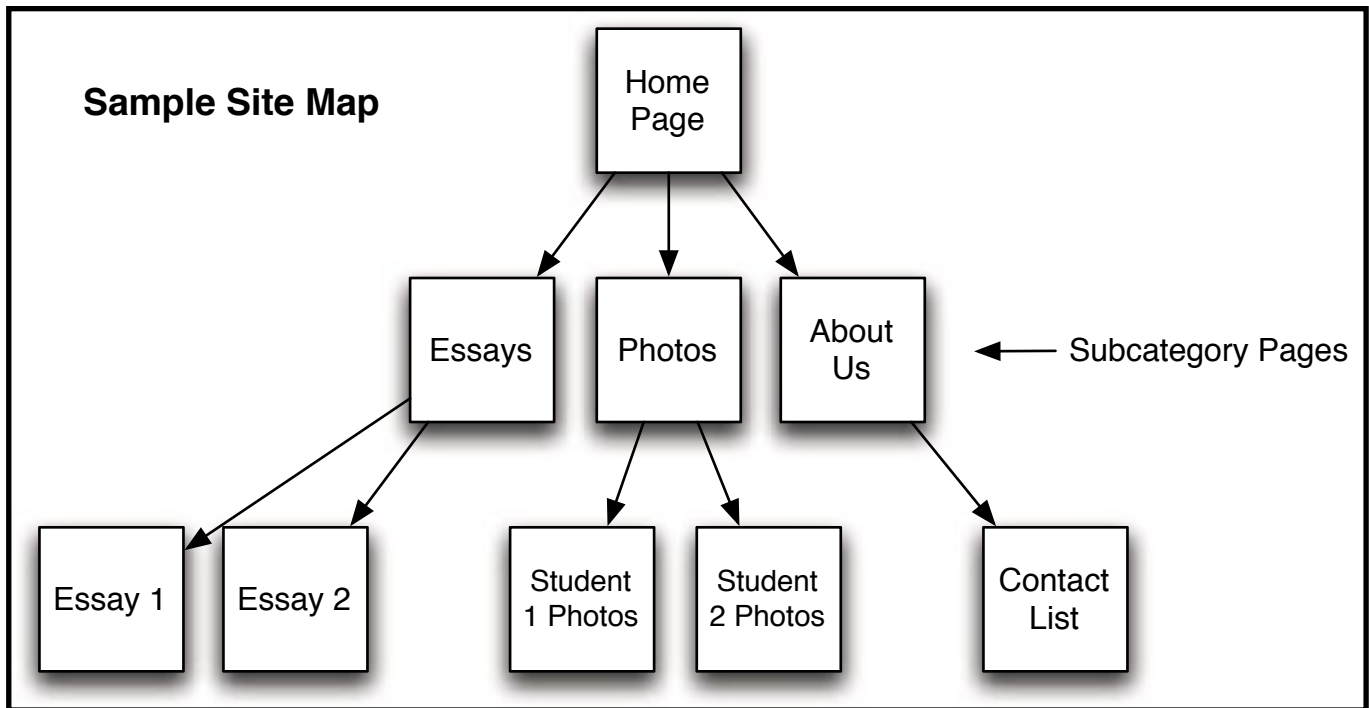 Sample Site Map
Home
Page
Essays
Photos
About
Us
Subcategory Pages
Essay 1
Essay 2
Student
1 Photos
Student
2 Photos
Contact
List